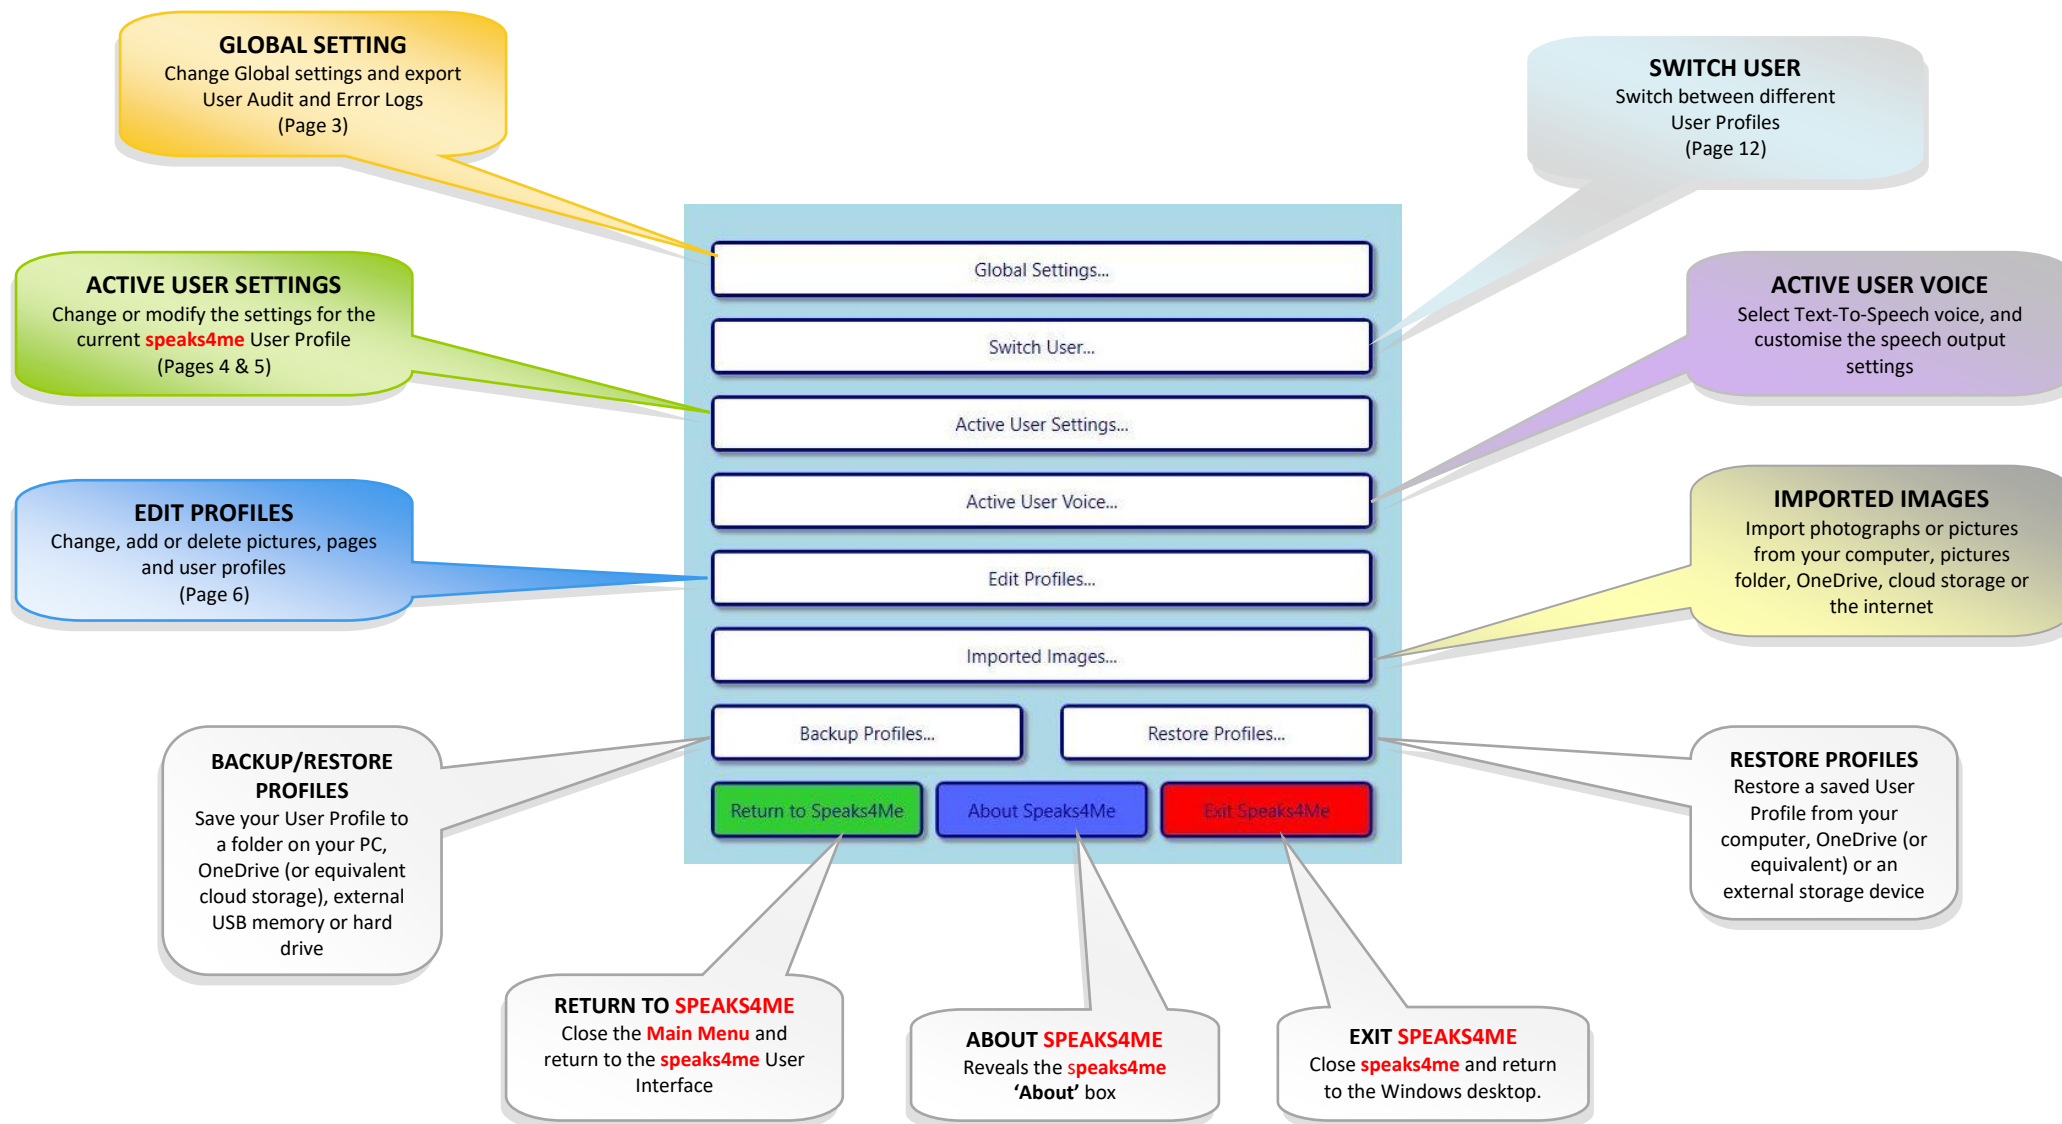 GLOBAL SETTING
Change Global settings and export
User Audit and Error Logs
(Page 3)
SWITCH USER
Switch between different
User Profiles
(Page 12)
ACTIVE USER SETTINGS
Change or modify the settings for the
current speaks4me User Profile
(Pages 4 & 5)
ACTIVE USER VOICE
Select Text-To-Speech voice, and
customise the speech output
settings
EDIT PROFILES
Change, add or delete pictures, pages
and user profiles
(Page 6)
IMPORTED IMAGES
Import photographs or pictures
from your computer, pictures
folder, OneDrive, cloud storage or
the internet
Global Settings...
Switch User...
Active User Settings...
Active User Voice...
Edit Profiles...
Imported Images...
Backup Profiles...
Restore Profiles...
Return to Speaks4Me
About Speaks4Me
Exit Speaks4Me
BACKUP/RESTORE
PROFILES
Save your User Profile to
a folder on your PC,
OneDrive (or equivalent
cloud storage), external
USB memory or hard
drive
RESTORE PROFILES
Restore a saved User
Profile from your
computer, OneDrive (or
equivalent) or an
external storage device
RETURN TO SPEAKS4ME
Close the Main Menu and
return to the speaks4me User
Interface
ABOUT SPEAKS4ME
Reveals the speaks4me
‘About’ box
EXIT SPEAKS4ME
Close speaks4me and return
to the Windows desktop.